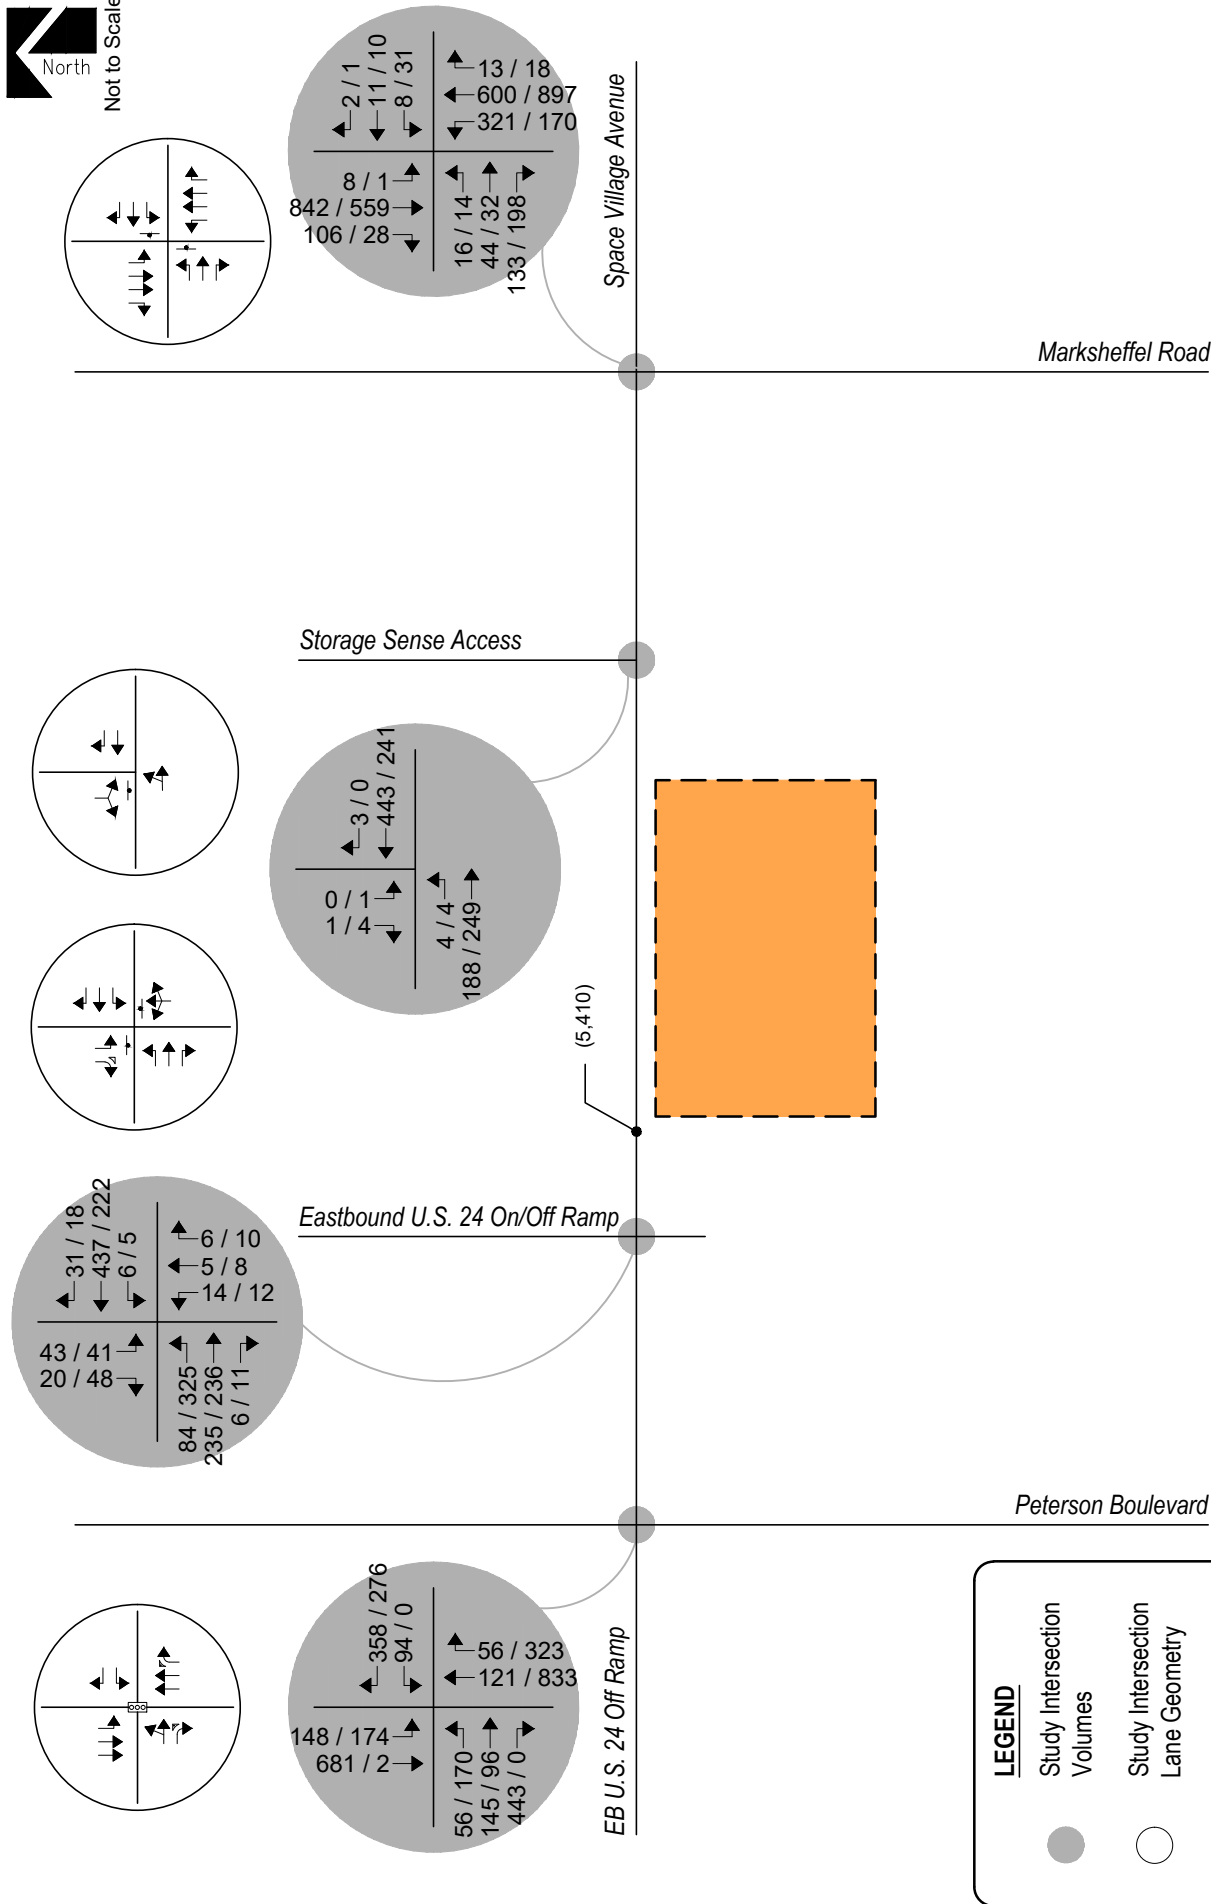 North
Not to Scale
2 / 1
11 / 10
8 / 31
13 / 18
600 / 897
321 / 170
8 / 1
842 / 559
106 / 28
16 / 14
44 / 32
133 / 198
Space Village Avenue
Marksheffel Road
Storage Sense Access
3 / 0
443 / 241
0 / 1
1 / 4
4 / 4
188 / 249
(5,410)
Eastbound U.S. 24 On/Off Ramp
31 / 18
437 / 222
6 / 5
6 / 10
5 / 8
14 / 12
43 / 41
20 / 48
84 / 325
235 / 236
6 / 11
Peterson Boulevard
358 / 276
94 / 0
56 / 323
121 / 833
148 / 174
681 / 2
56 / 170
145 / 96
443 / 0
EB U.S. 24 Off Ramp
LEGEND
Study Intersection
Volumes
Study Intersection
Lane Geometry